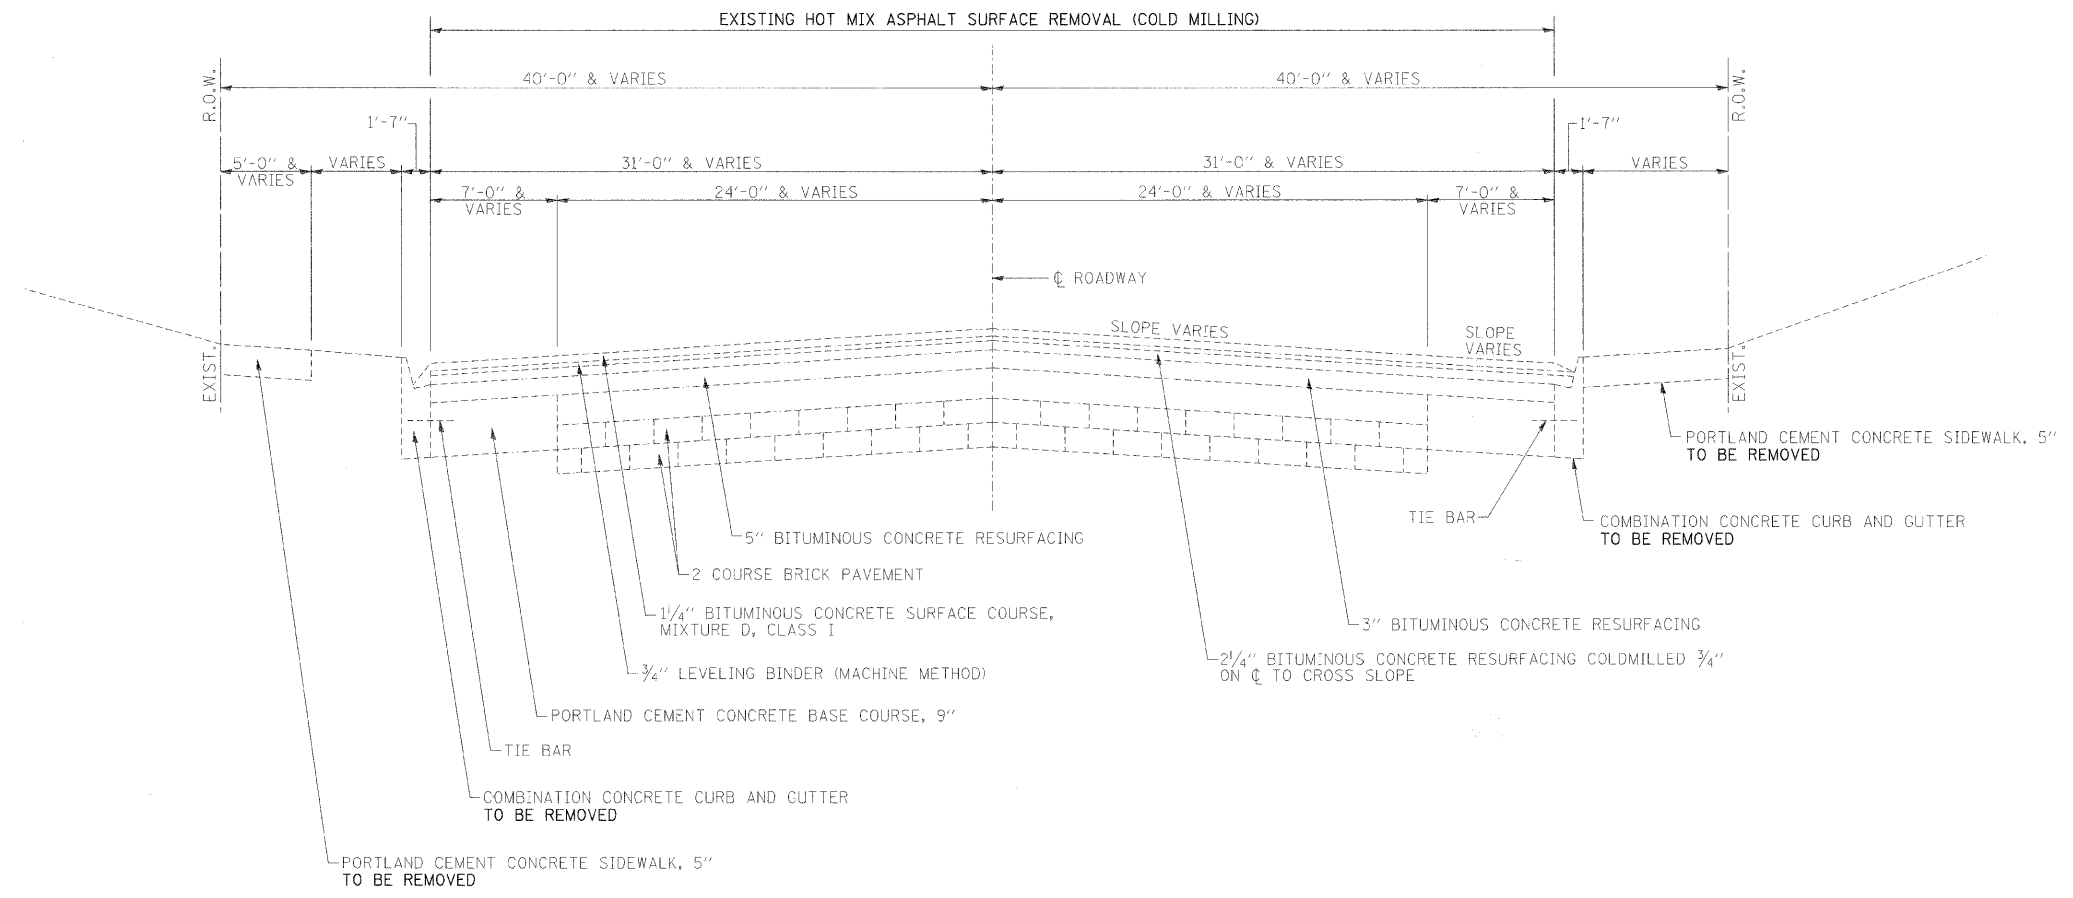 EXISTING HOT MIX ASPHALT SURFACE REMOVAL (COLD MILLING)
40'-0" & VARIES
40'-0" & VARIES
R.O.W.
R.O.W.
1'-7"
1'-7"
5'-0" &
VARIES
VARIES
31'-0" & VARIES
31'-0" & VARIES
VARIES
7'-0" &
VARIES
24'-0" & VARIES
24'-0" & VARIES
7'-0" &
VARIES
℄ ROADWAY
SLOPE VARIES
SLOPE
VARIES
EXIST.
EXIST.
PORTLAND CEMENT CONCRETE SIDEWALK, 5"
TO BE REMOVED
TIE BAR
COMBINATION CONCRETE CURB AND GUTTER
TO BE REMOVED
5" BITUMINOUS CONCRETE RESURFACING
2 COURSE BRICK PAVEMENT
1 1/4" BITUMINOUS CONCRETE SURFACE COURSE,
MIXTURE D, CLASS I
3" BITUMINOUS CONCRETE RESURFACING
2 1/4" BITUMINOUS CONCRETE RESURFACING COLDMILLED 3/4"
ON ℄ TO CROSS SLOPE
3/4" LEVELING BINDER (MACHINE METHOD)
PORTLAND CEMENT CONCRETE BASE COURSE, 9"
TIE BAR
COMBINATION CONCRETE CURB AND GUTTER
TO BE REMOVED
PORTLAND CEMENT CONCRETE SIDEWALK, 5"
TO BE REMOVED